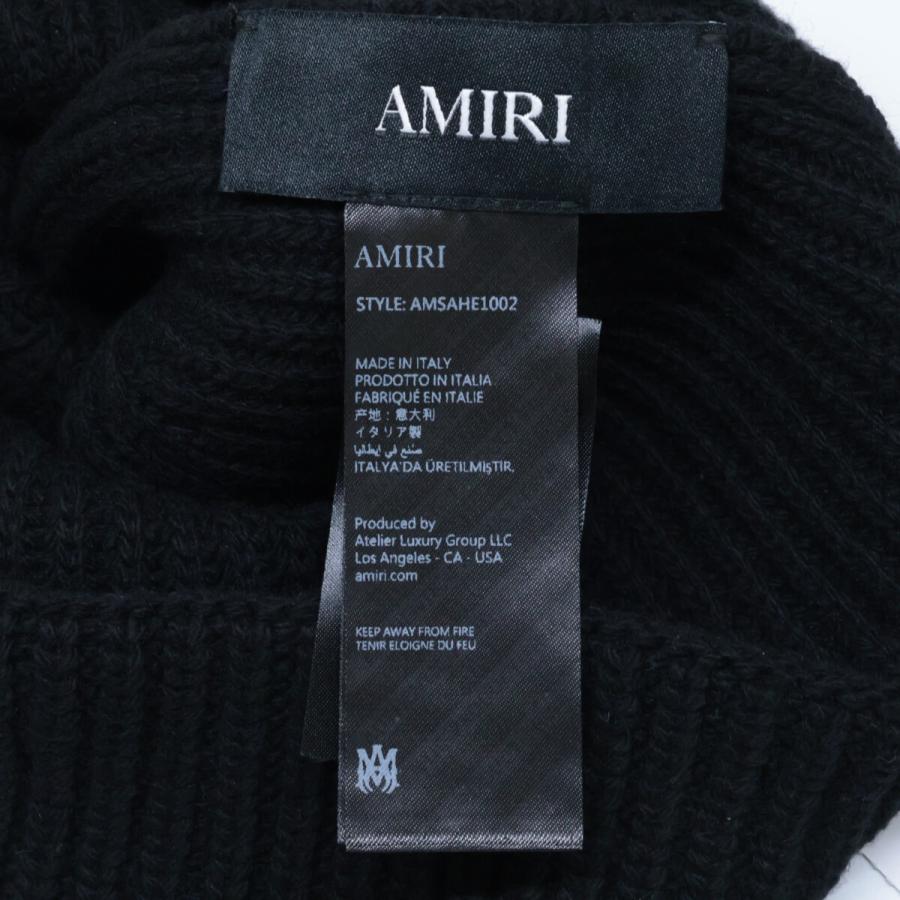 AMIRI
AMIRI
STYLE: AMSAHE1002
MADE IN ITALY
PRODOTTO IN ITALIA
FABRIQUÉ EN ITALIE
产地：意大利
イタリア製
صنع في إيطاليا
ITALYA'DA ÜRETILMİŞTIR.
Produced by
Atelier Luxury Group LLC
Los Angeles - CA - USA
amiri.com
KEEP AWAY FROM FIRE
TENIR ELOIGNE DU FEU